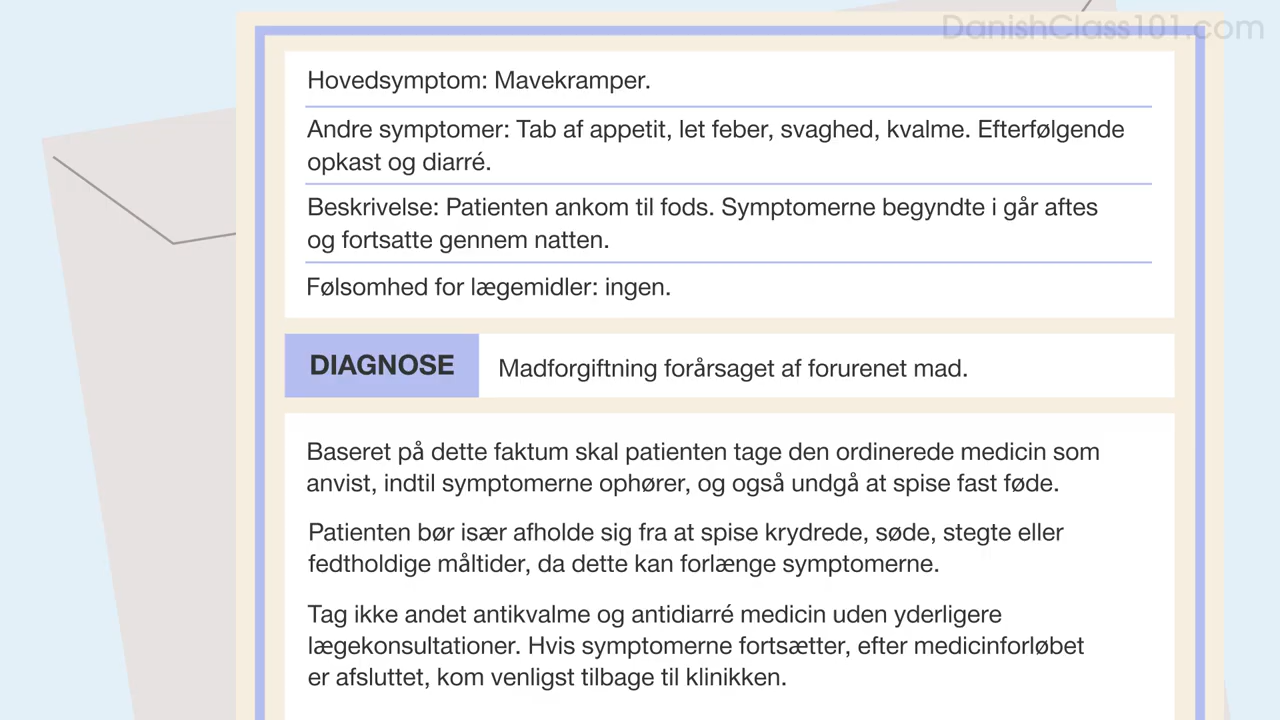 DanishClass101.com
Hovedsymptom: Mavekramper.
Andre symptomer: Tab af appetit, let feber, svaghed, kvalme. Efterfølgende
opkast og diarré.
Beskrivelse: Patienten ankom til fods. Symptomerne begyndte i går aftes
og fortsatte gennem natten.
Følsomhed for lægemidler: ingen.
DIAGNOSE
Madforgiftning forårsaget af forurenet mad.
Baseret på dette faktum skal patienten tage den ordinerede medicin som
anvist, indtil symptomerne ophører, og også undgå at spise fast føde.
Patienten bør især afholde sig fra at spise krydrede, søde, stegte eller
fedtholdige måltider, da dette kan forlænge symptomerne.
Tag ikke andet antikvalme og antidiarré medicin uden yderligere
lægekonsultationer. Hvis symptomerne fortsætter, efter medicinforløbet
er afsluttet, kom venligst tilbage til klinikken.